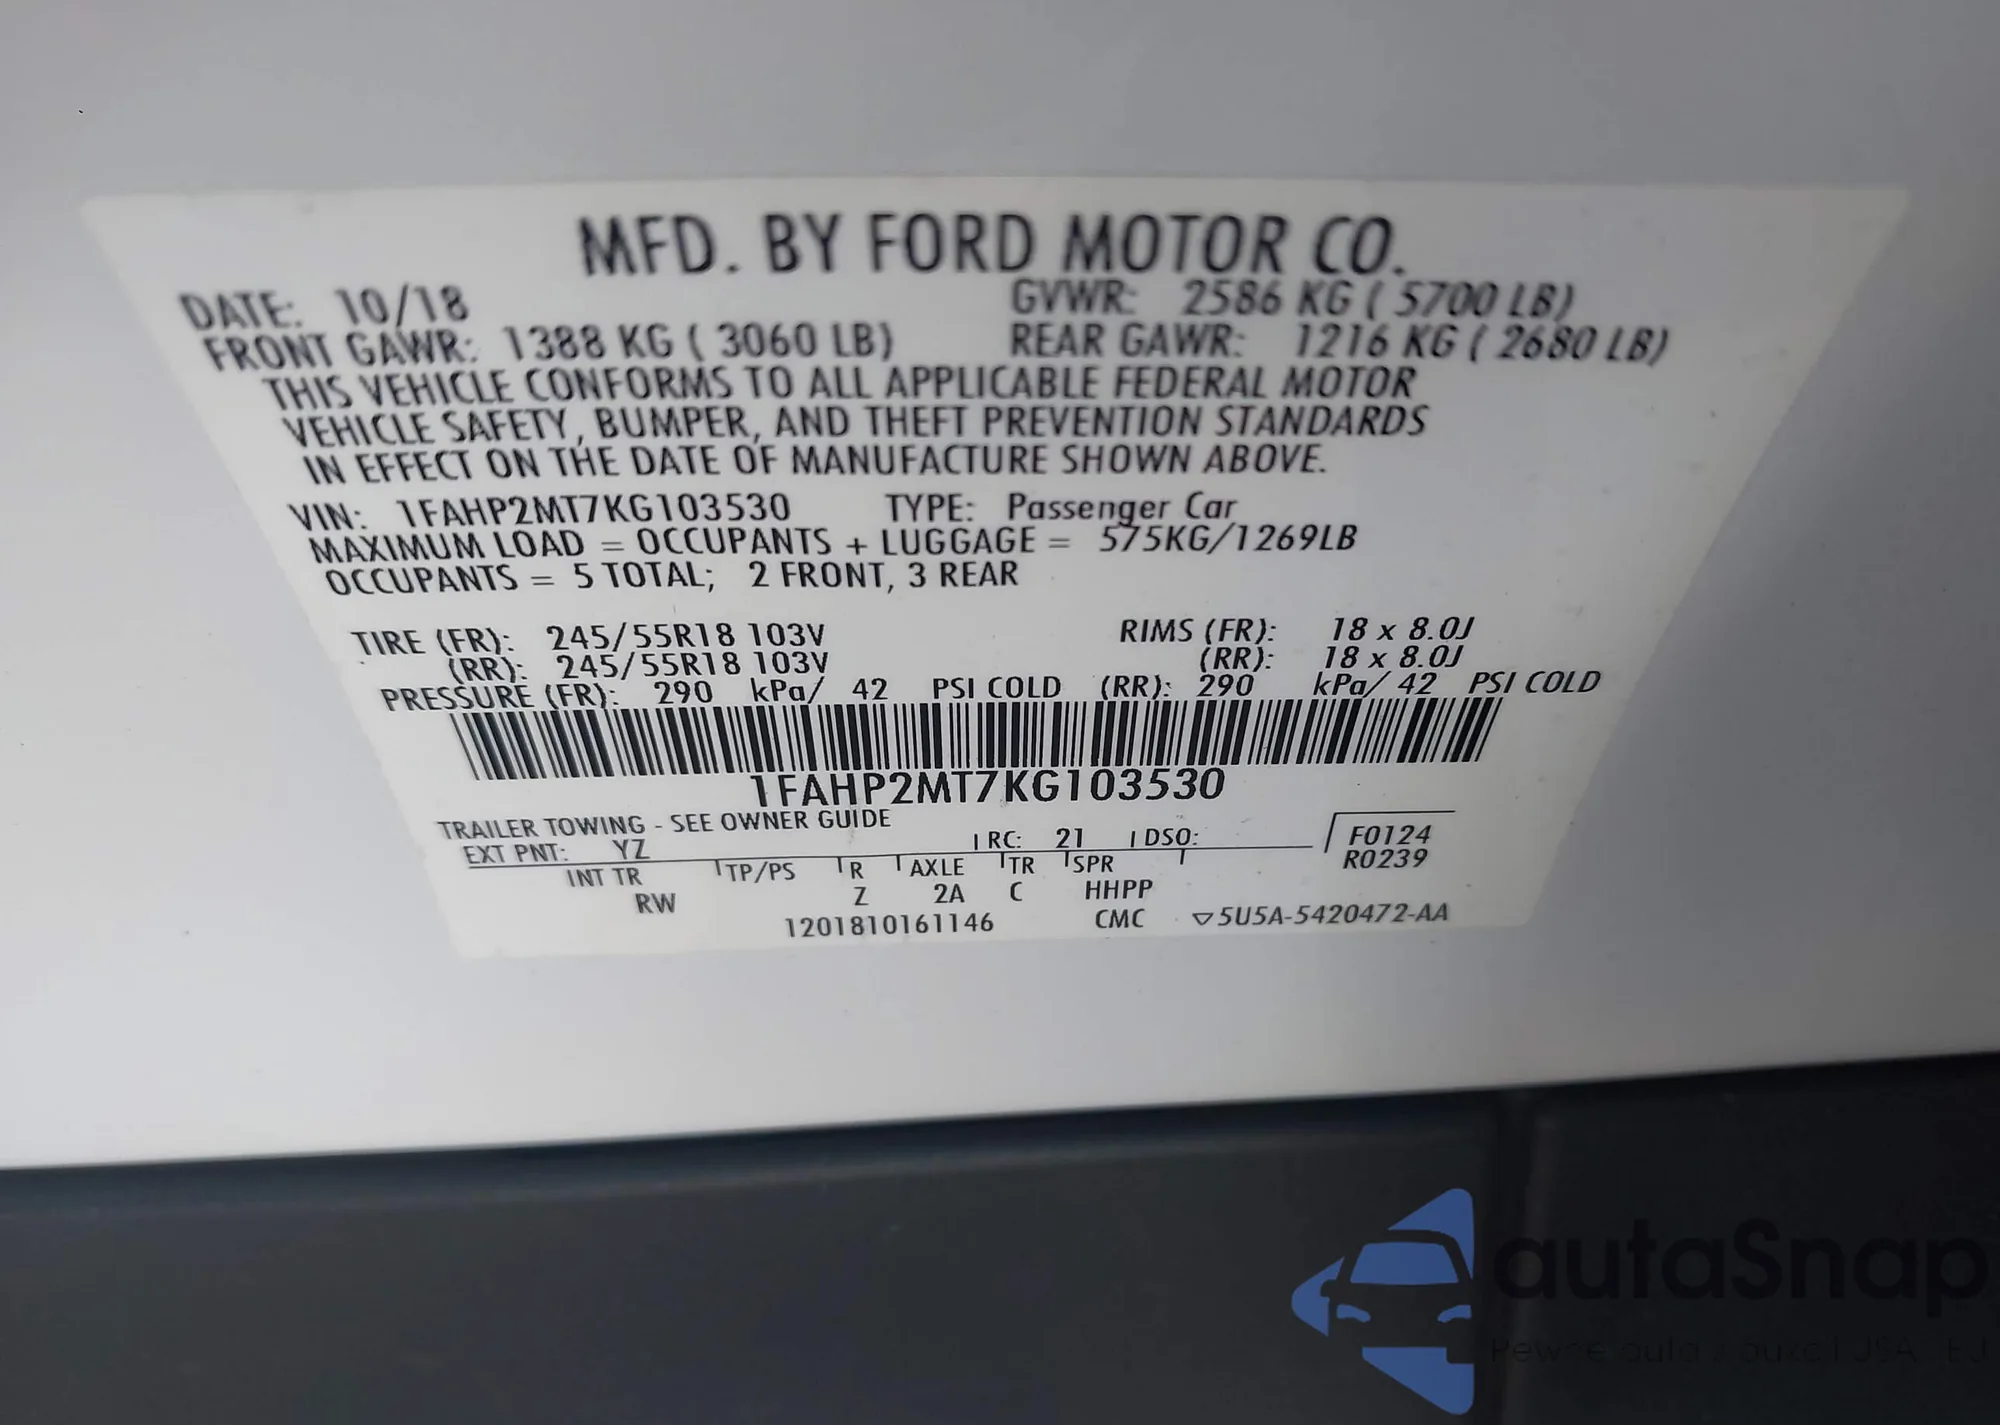 MFD. BY FORD MOTOR CO.
DATE: 10/18 GVWR: 2586 KG ( 5700 LB)
FRONT GAWR: 1388 KG ( 3060 LB) REAR GAWR: 1216 KG ( 2680 LB)
THIS VEHICLE CONFORMS TO ALL APPLICABLE FEDERAL MOTOR
VEHICLE SAFETY, BUMPER, AND THEFT PREVENTION STANDARDS
IN EFFECT ON THE DATE OF MANUFACTURE SHOWN ABOVE.
VIN: 1FAHP2MT7KG103530 TYPE: Passenger Car
MAXIMUM LOAD = OCCUPANTS + LUGGAGE = 575KG/1269LB
OCCUPANTS = 5 TOTAL; 2 FRONT, 3 REAR
TIRE (FR): 245/55R18 103V RIMS (FR): 18 x 8.0J
(RR): 245/55R18 103V (RR): 18 x 8.0J
PRESSURE (FR): 290 kPa/ 42 PSI COLD (RR): 290 kPa/ 42 PSI COLD
1FAHP2MT7KG103530
TRAILER TOWING - SEE OWNER GUIDE
EXT PNT: YZ RC: 21 DSO: F0124
INT TR TP/PS R AXLE TR SPR R0239
RW Z 2A C HHPP
1201810161146 CMC ▽5U5A-5420472-AA
autaSnap
auta